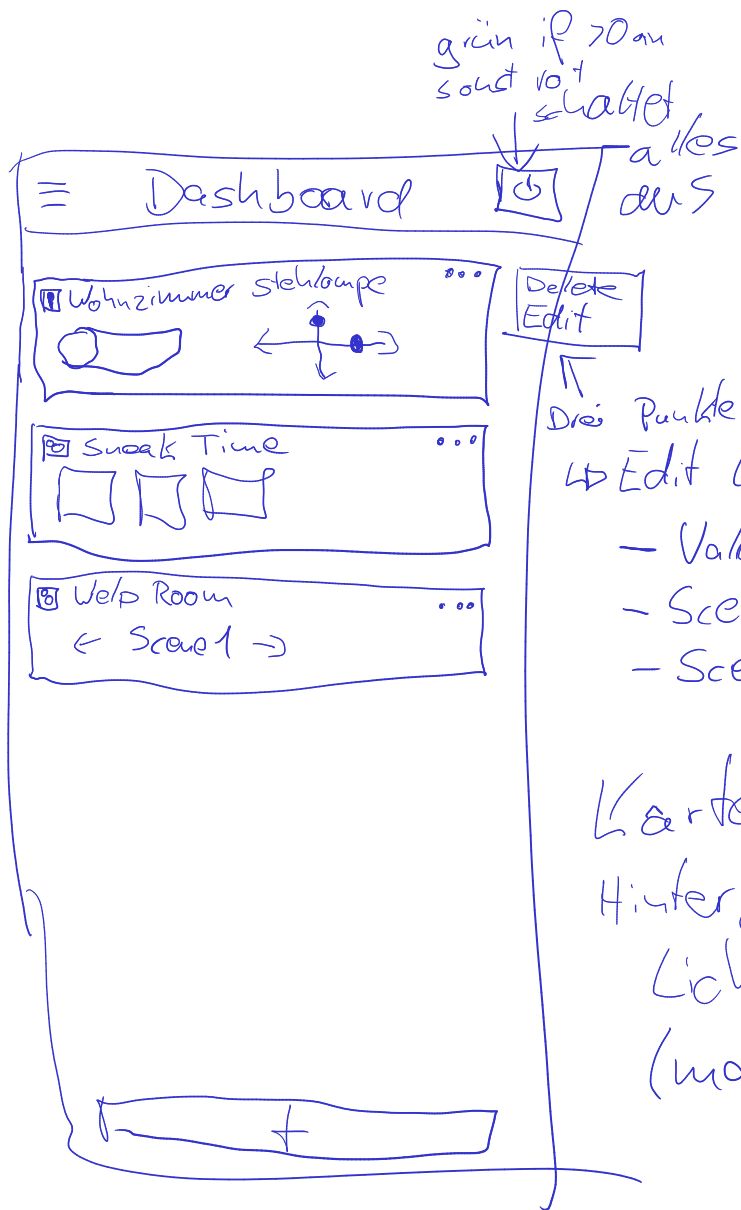 grün if >0 an
sonst rot
schaltet
alles
aus
Dashboard
Wohnzimmer Stehlampe
Delete
Edit
Drei Punkte
Edit
Sneak Time
Welp Room
← Scene 1 →
+